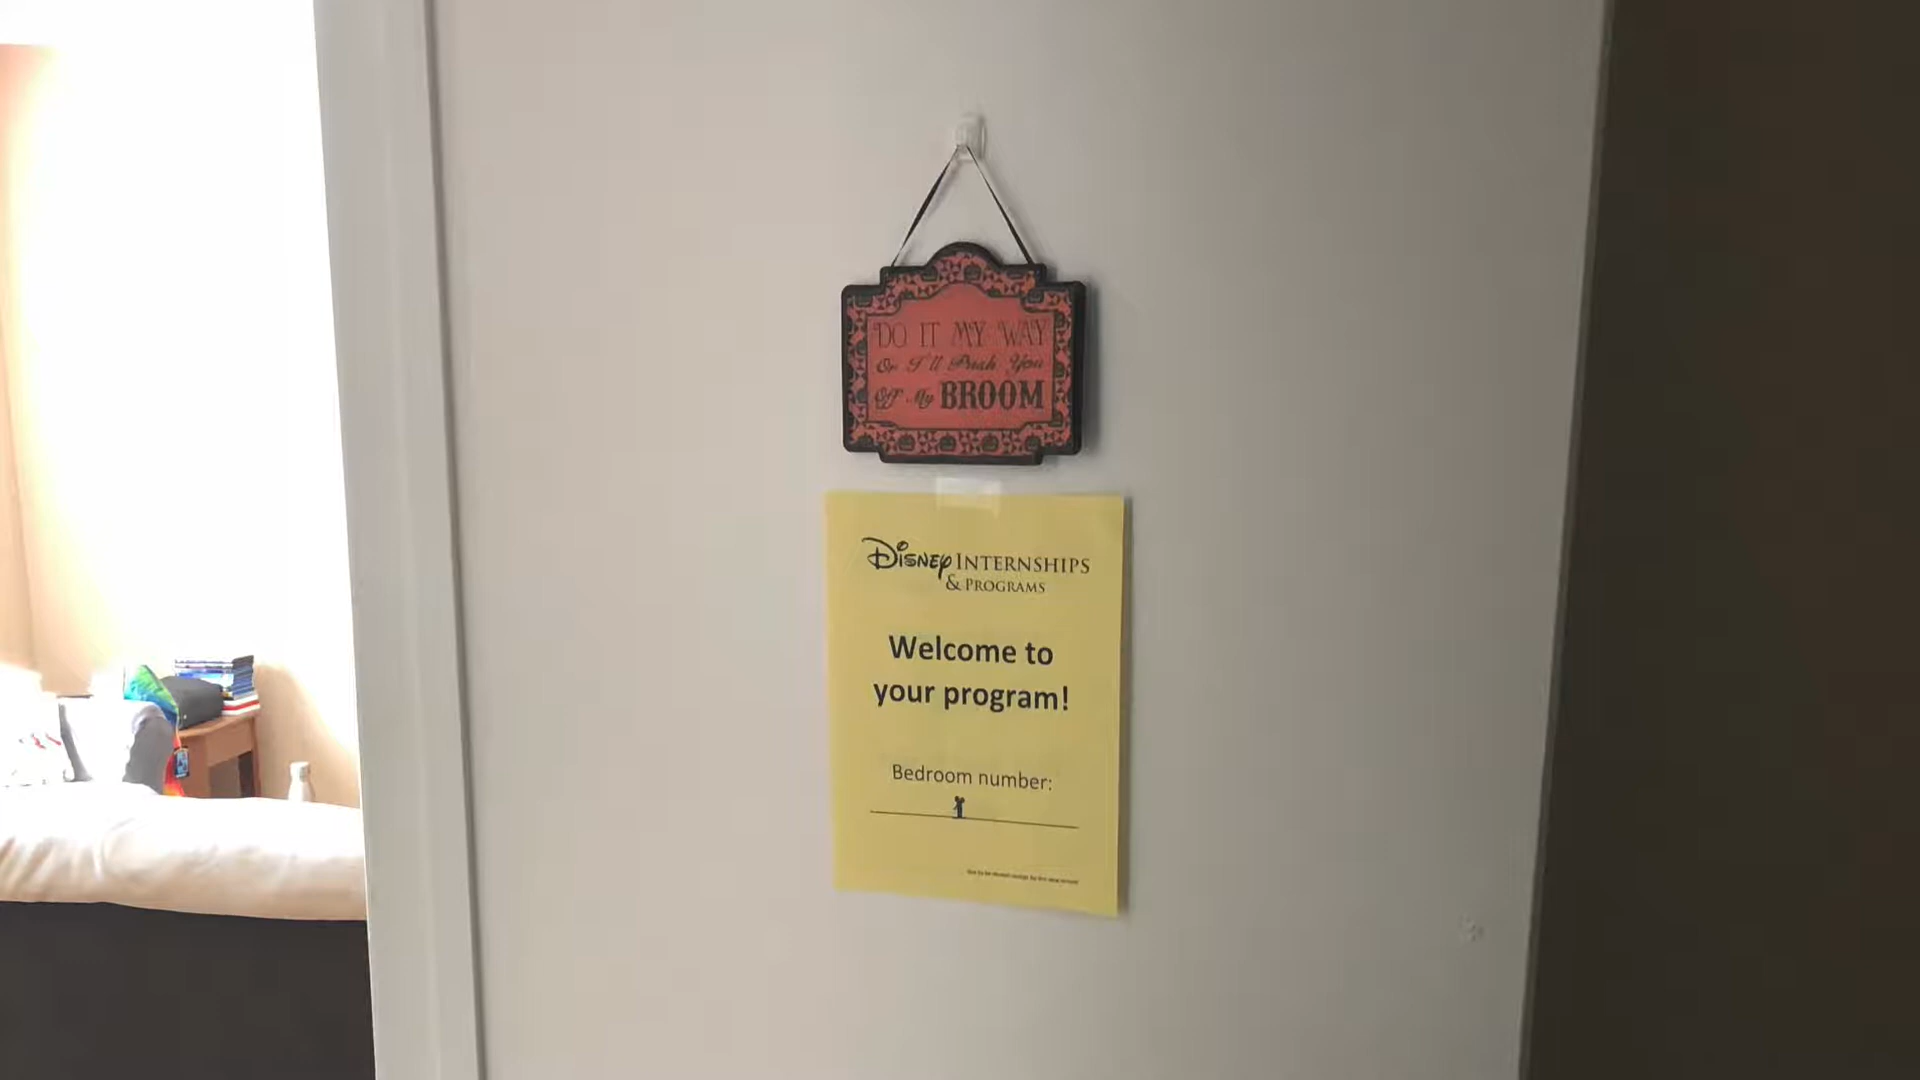 DO IT MY WAY
Or I'll Push You
Off My BROOM
Disney INTERNSHIPS
& PROGRAMS
Welcome to
your program!
Bedroom number:
1